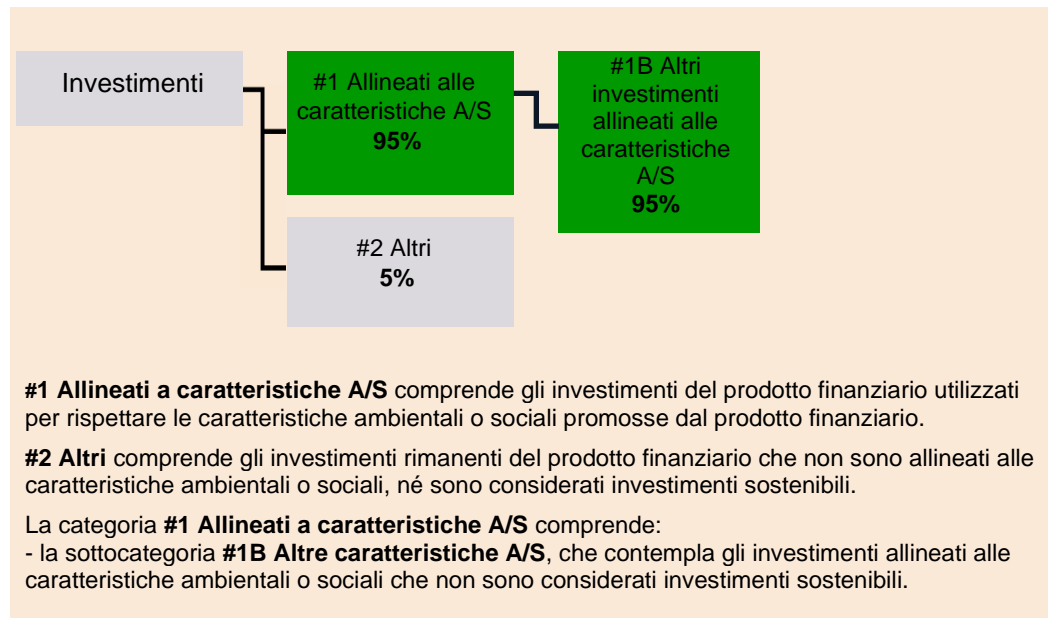 Investimenti
#1 Allineati alle
caratteristiche A/S
95%
#1B Altri
investimenti
allineati alle
caratteristiche
A/S
95%
#2 Altri
5%
#1 Allineati a caratteristiche A/S comprende gli investimenti del prodotto finanziario utilizzati
per rispettare le caratteristiche ambientali o sociali promosse dal prodotto finanziario.
#2 Altri comprende gli investimenti rimanenti del prodotto finanziario che non sono allineati alle
caratteristiche ambientali o sociali, né sono considerati investimenti sostenibili.
La categoria #1 Allineati a caratteristiche A/S comprende:
- la sottocategoria #1B Altre caratteristiche A/S, che contempla gli investimenti allineati alle
caratteristiche ambientali o sociali che non sono considerati investimenti sostenibili.